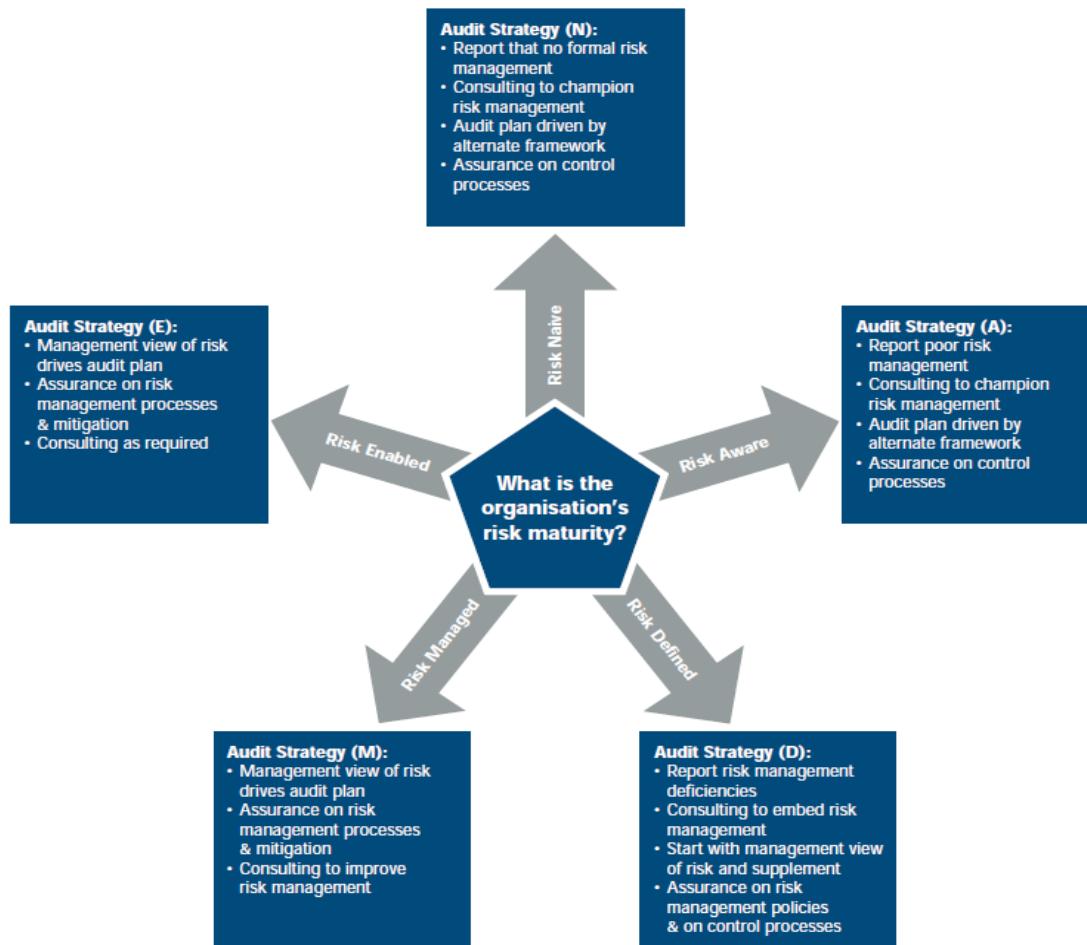 Audit Strategy (N):
• Report that no formal risk
management
• Consulting to champion
risk management
• Audit plan driven by
alternate framework
• Assurance on control
processes
Risk Naive
Audit Strategy (E):
• Management view of risk
drives audit plan
• Assurance on risk
management processes
& mitigation
• Consulting as required
Risk Enabled
Audit Strategy (A):
• Report poor risk
management
• Consulting to champion
risk management
• Audit plan driven by
alternate framework
• Assurance on control
processes
Risk Aware
What is the
organisation's
risk maturity?
Risk Managed
Risk Defined
Audit Strategy (M):
• Management view of risk
drives audit plan
• Assurance on risk
management processes
& mitigation
• Consulting to improve
risk management
Audit Strategy (D):
• Report risk management
deficiencies
• Consulting to embed risk
management
• Start with management view
of risk and supplement
• Assurance on risk
management policies
& on control processes